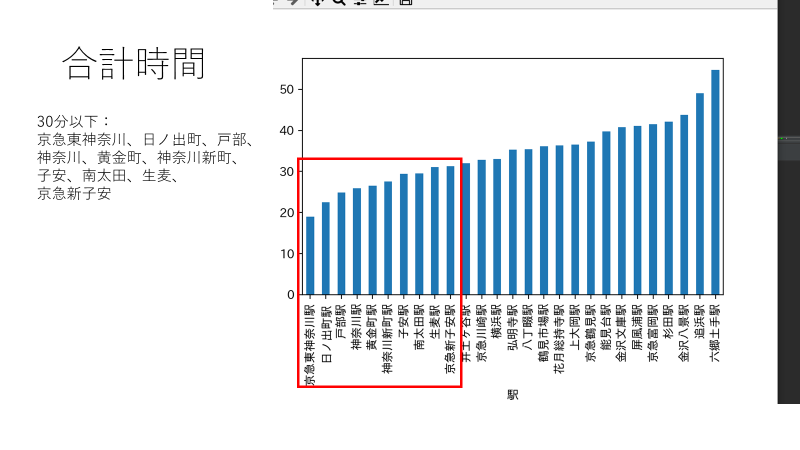 合計時間
30分以下：
京急東神奈川、日ノ出町、戸部、
神奈川、黄金町、神奈川新町、
子安、南太田、生麦、
京急新子安
50
40
30
20
10
0
京急東神奈川駅
日ノ出町駅
戸部駅
神奈川駅
黄金町駅
神奈川新町駅
子安駅
南太田駅
生麦駅
京急新子安駅
井土ケ谷駅
京急川崎駅
横浜駅
弘明寺駅
八丁畷駅
鶴見市場駅
花月総持寺駅
上大岡駅
京急鶴見駅
能見台駅
金沢文庫駅
屏風浦駅
京急富岡駅
杉田駅
金沢八景駅
追浜駅
六郷土手駅
駅